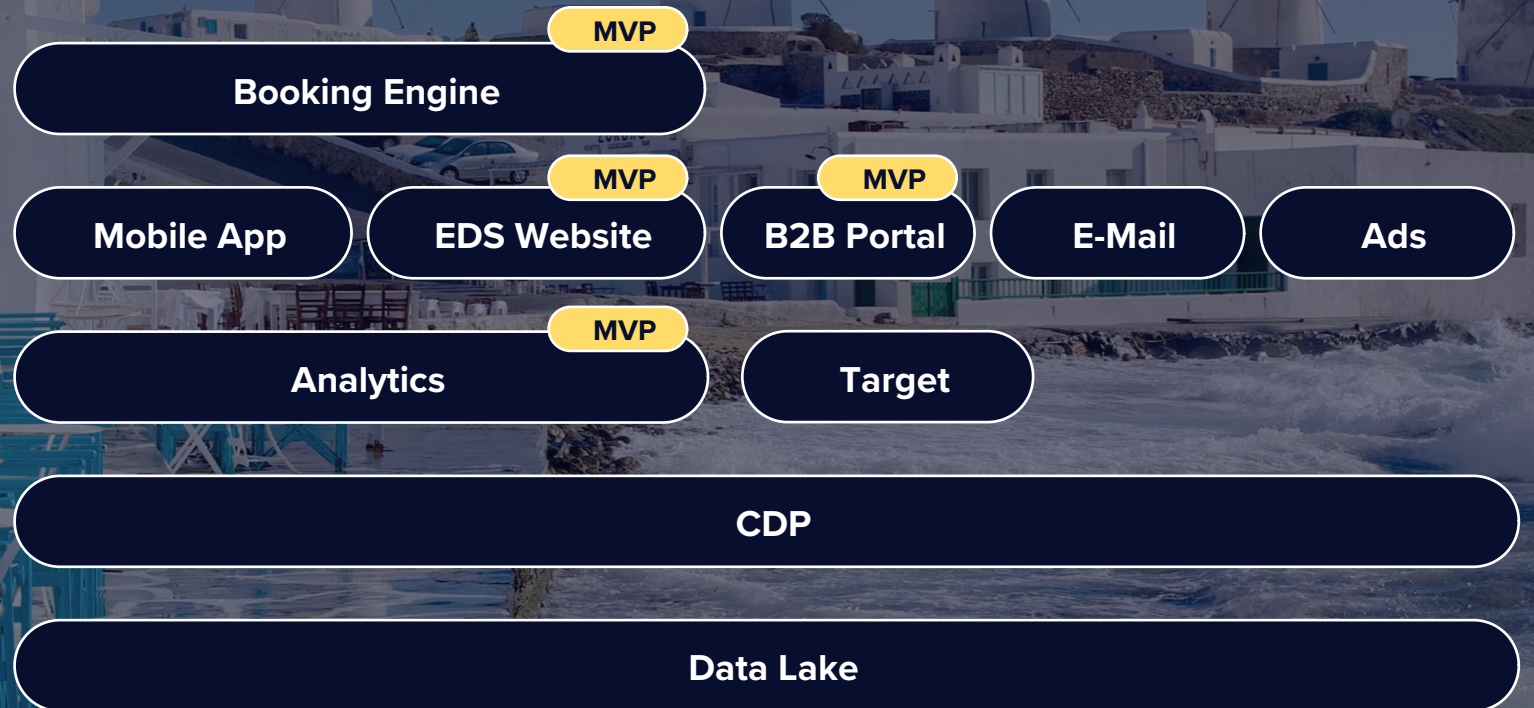 MVP
Booking Engine
MVP
MVP
Mobile App
EDS Website
B2B Portal
E-Mail
Ads
MVP
Analytics
Target
CDP
Data Lake